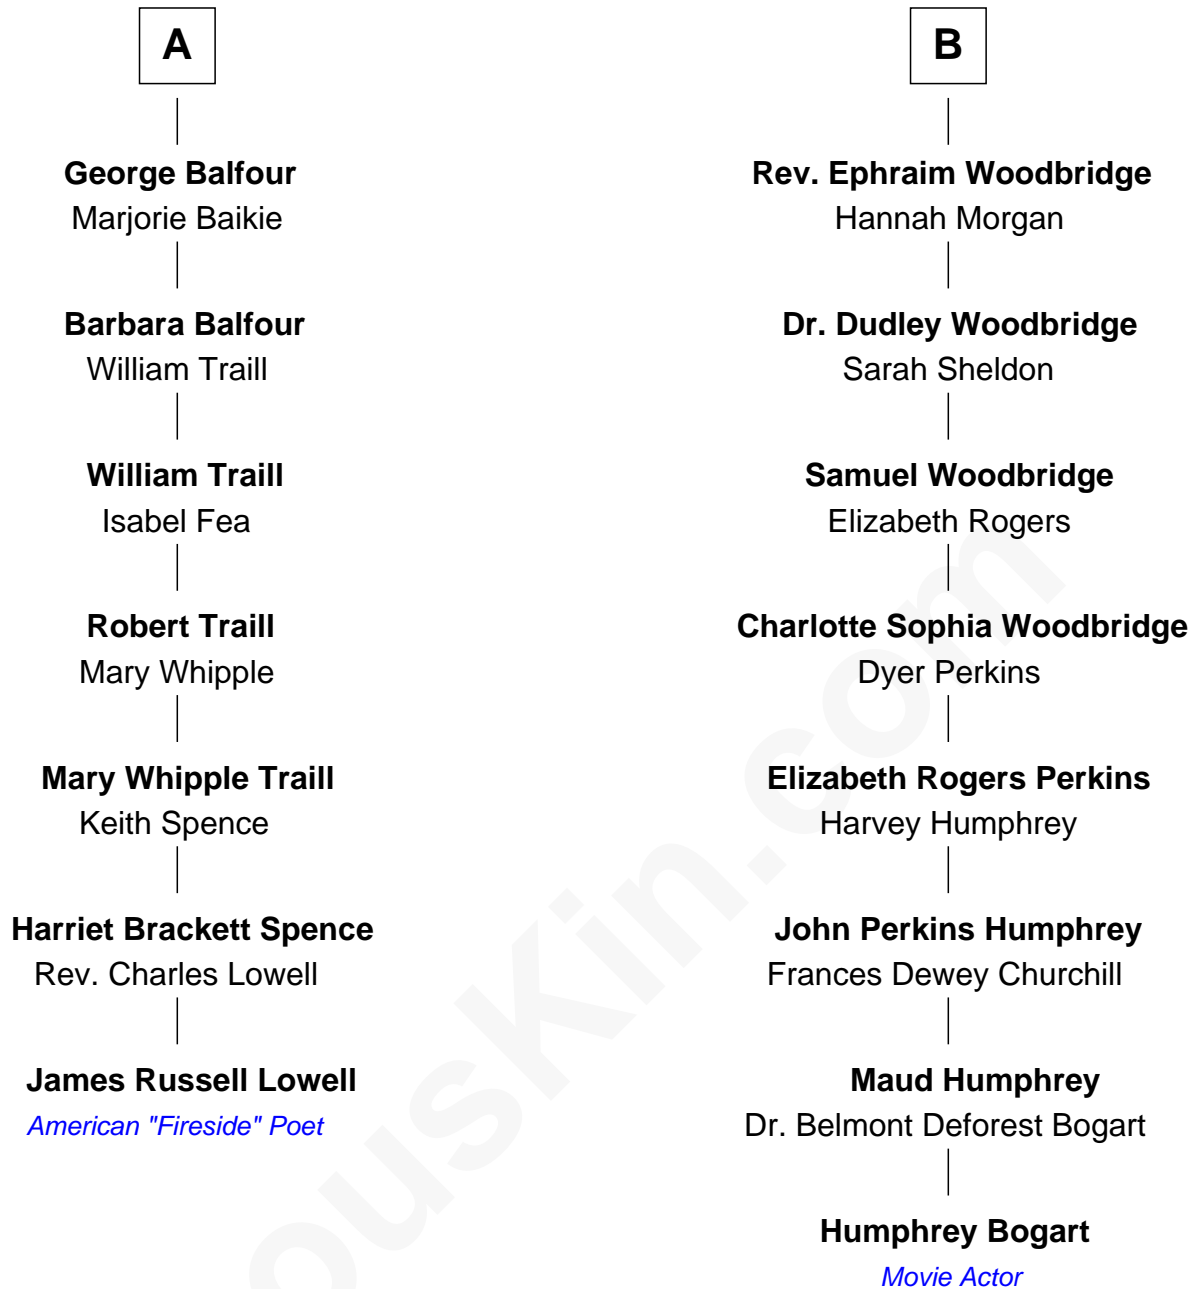 A
George Balfour
Marjorie Baikie
Barbara Balfour
William Traill
William Traill
Isabel Fea
Robert Traill
Mary Whipple
Mary Whipple Traill
Keith Spence
Harriet Brackett Spence
Rev. Charles Lowell
James Russell Lowell
American "Fireside" Poet
B
Rev. Ephraim Woodbridge
Hannah Morgan
Dr. Dudley Woodbridge
Sarah Sheldon
Samuel Woodbridge
Elizabeth Rogers
Charlotte Sophia Woodbridge
Dyer Perkins
Elizabeth Rogers Perkins
Harvey Humphrey
John Perkins Humphrey
Frances Dewey Churchill
Maud Humphrey
Dr. Belmont Deforest Bogart
Humphrey Bogart
Movie Actor
ousKin.com